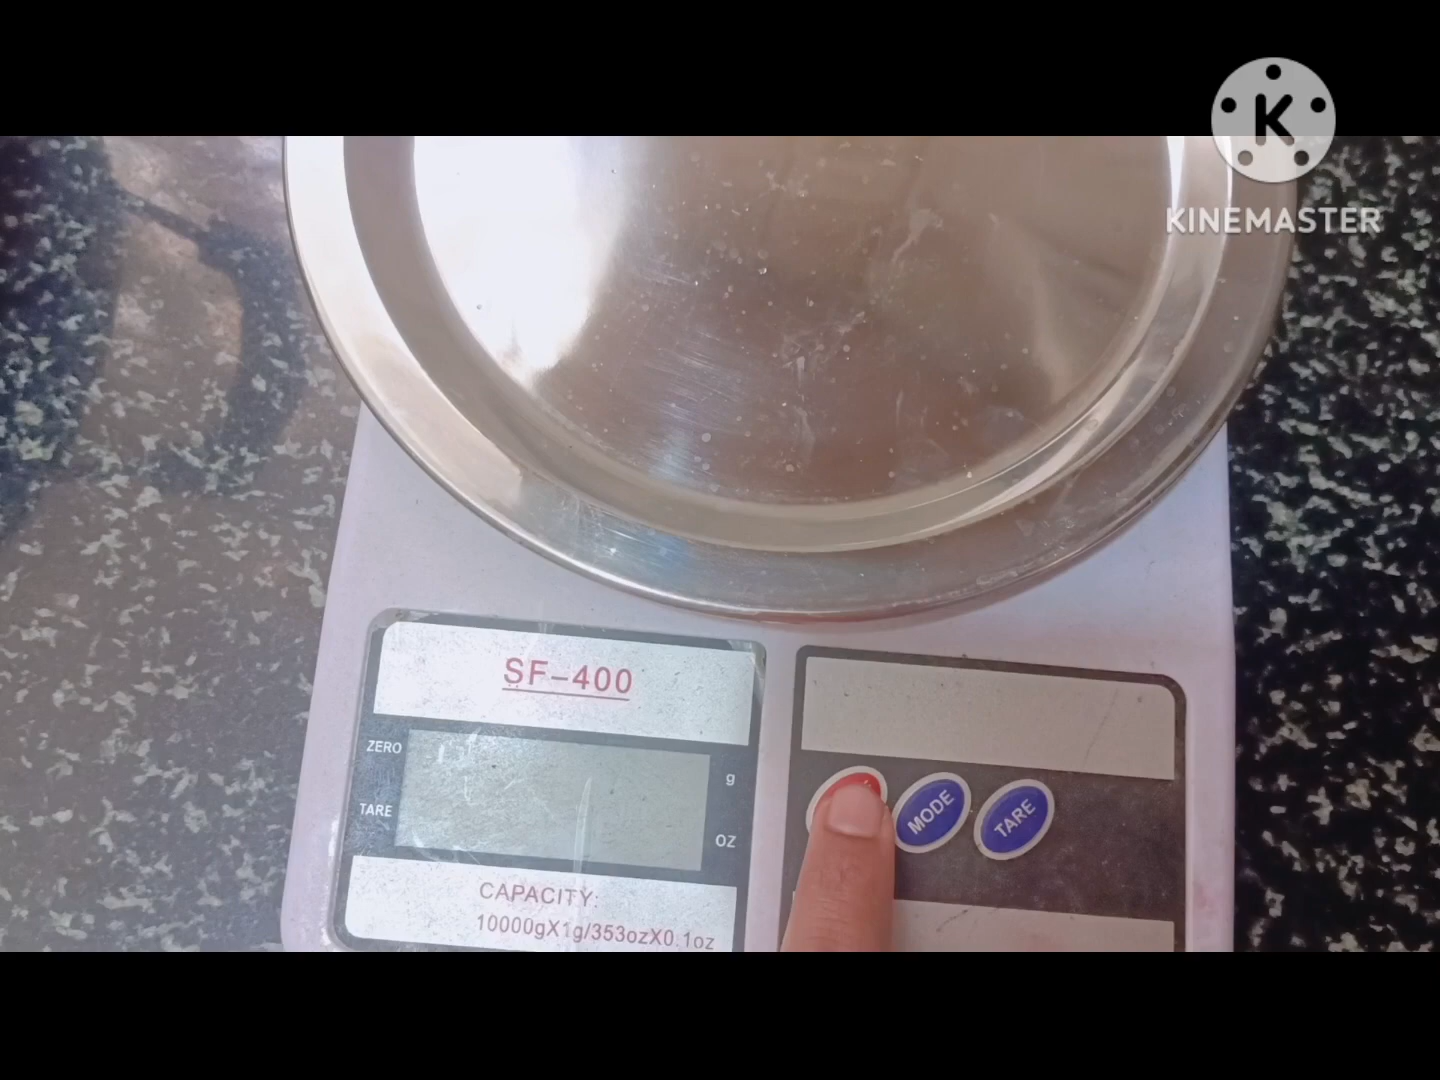 K
KINEMASTER
SF-400
ZERO
g
TARE
OZ
CAPACITY:
10000gX1g/353ozX0.1oz
MODE
TARE